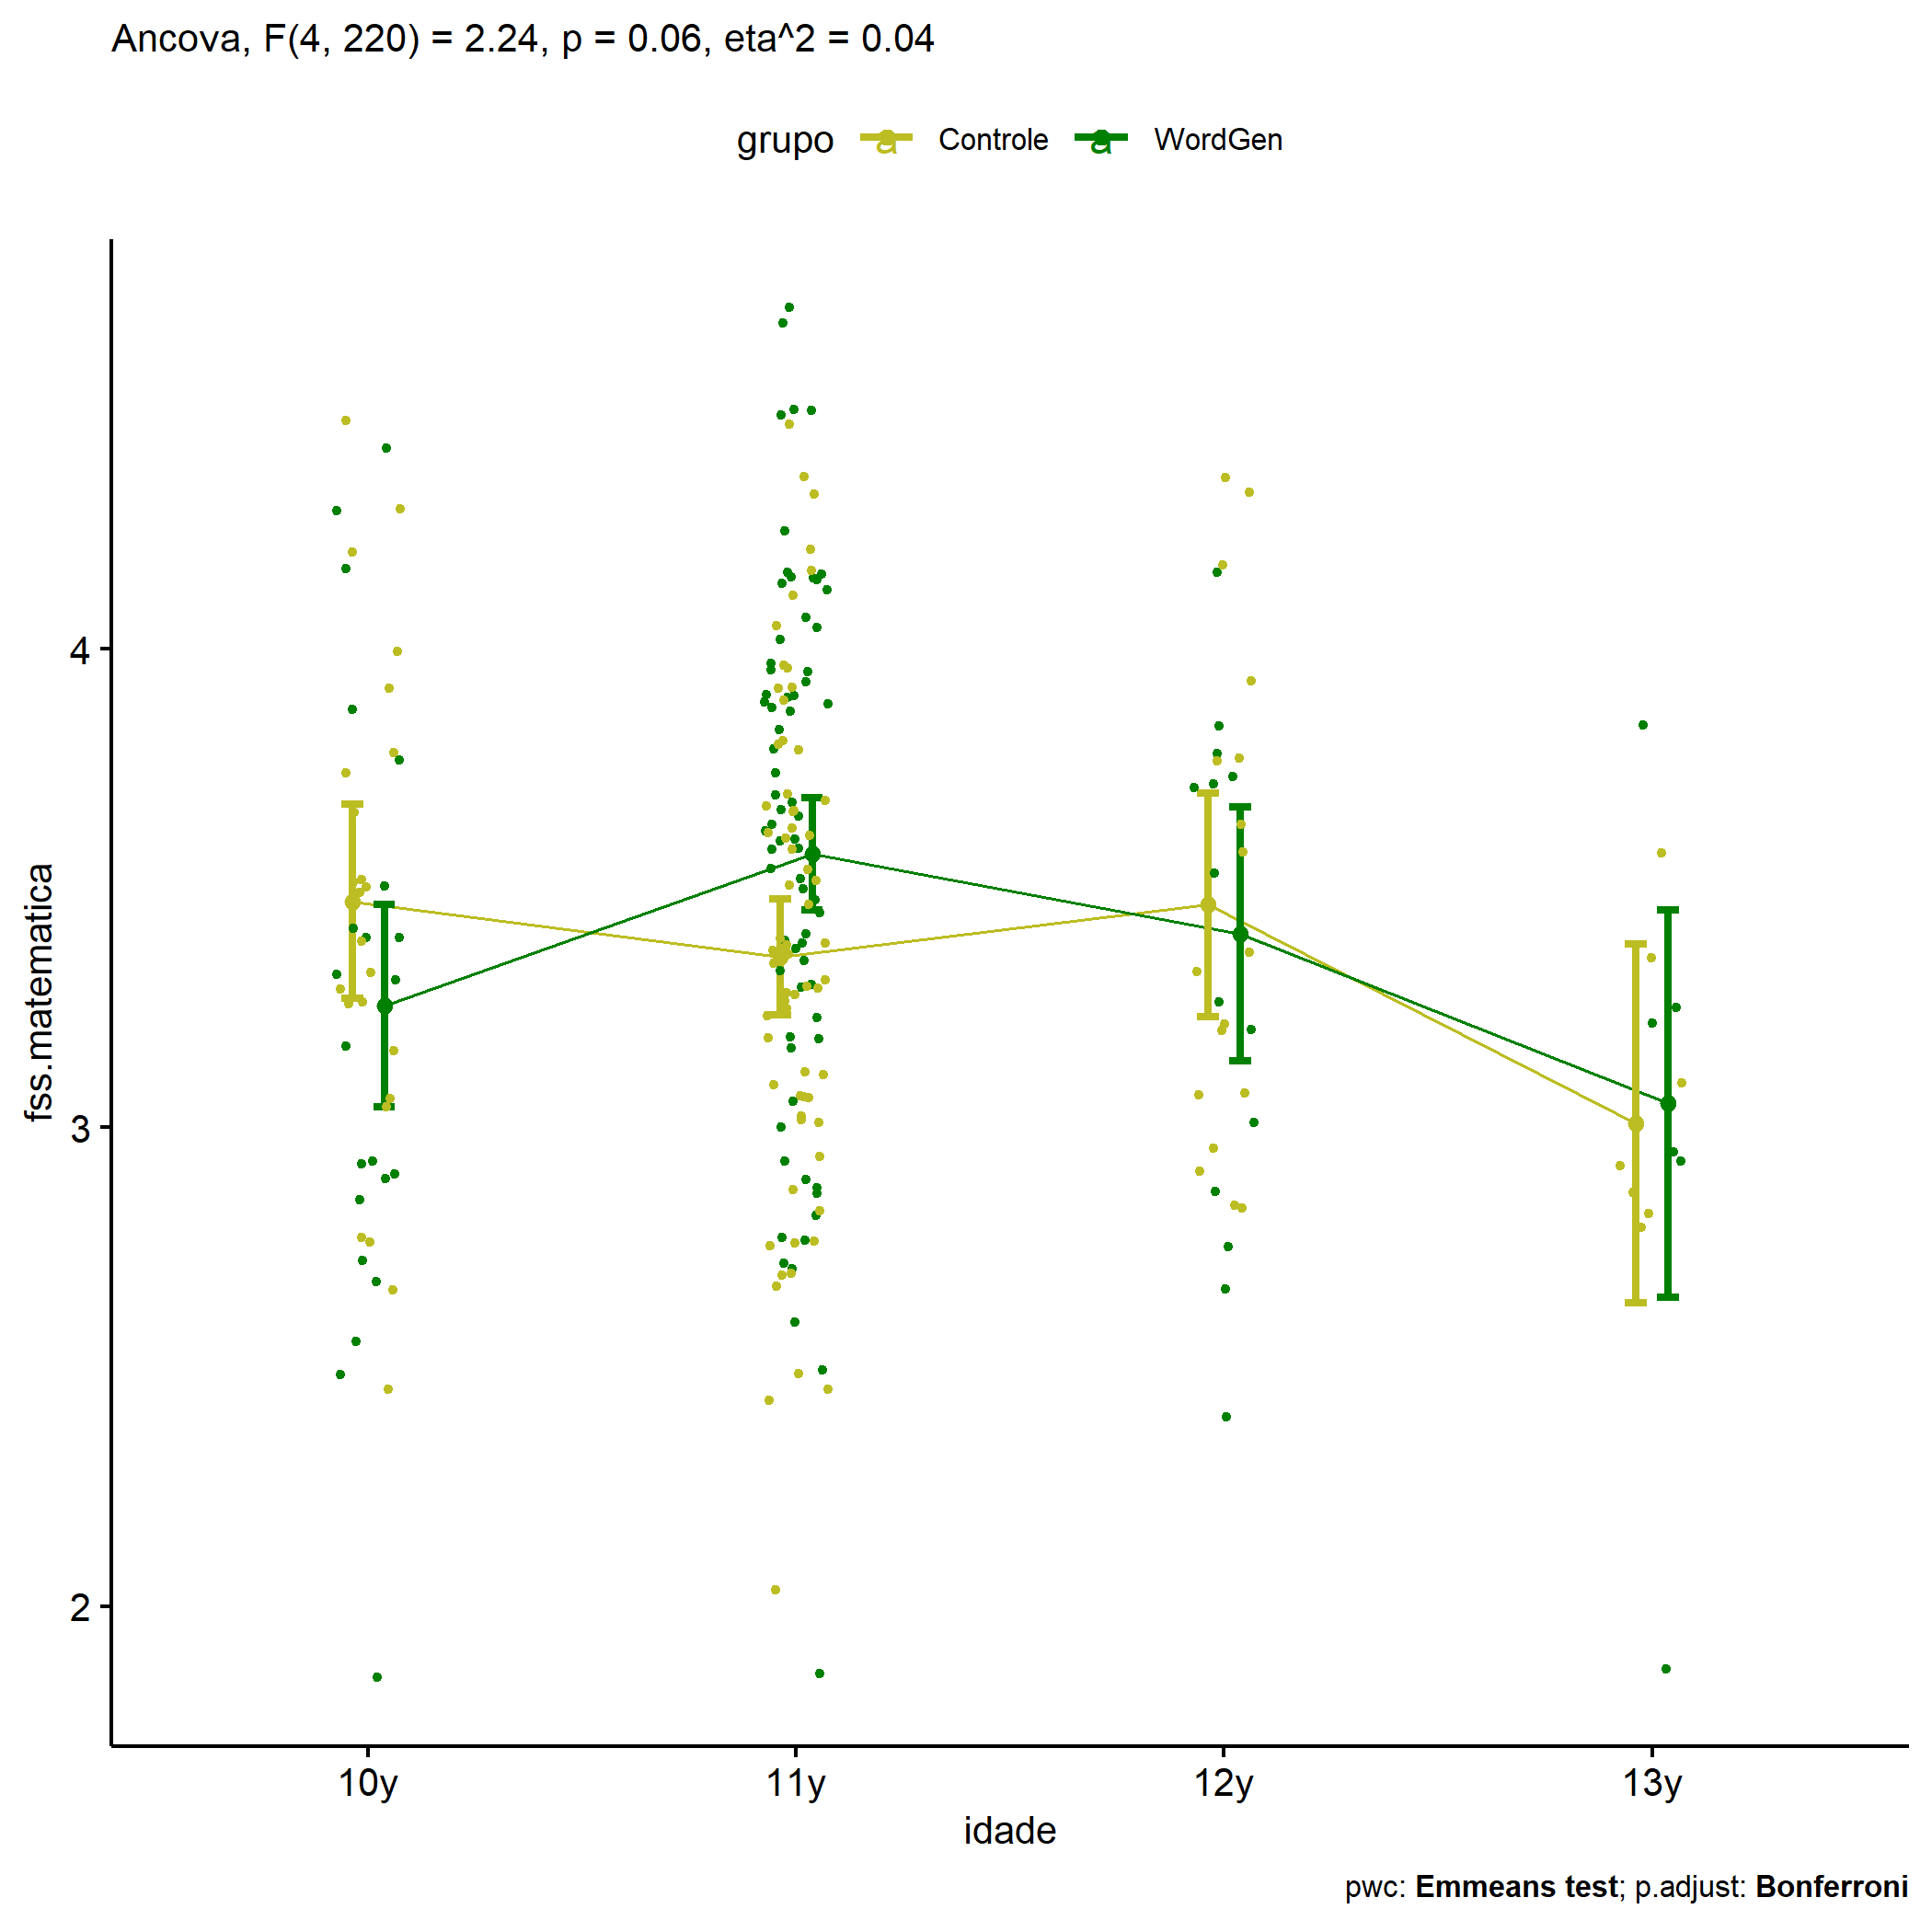 Ancova, F(4, 220) = 2.24, p = 0.06, eta^2 = 0.04
grupo a Controle a WordGen
fss.matematica
4
3
2
10y 11y 12y 13y
idade
pwc: Emmeans test; p.adjust: Bonferroni